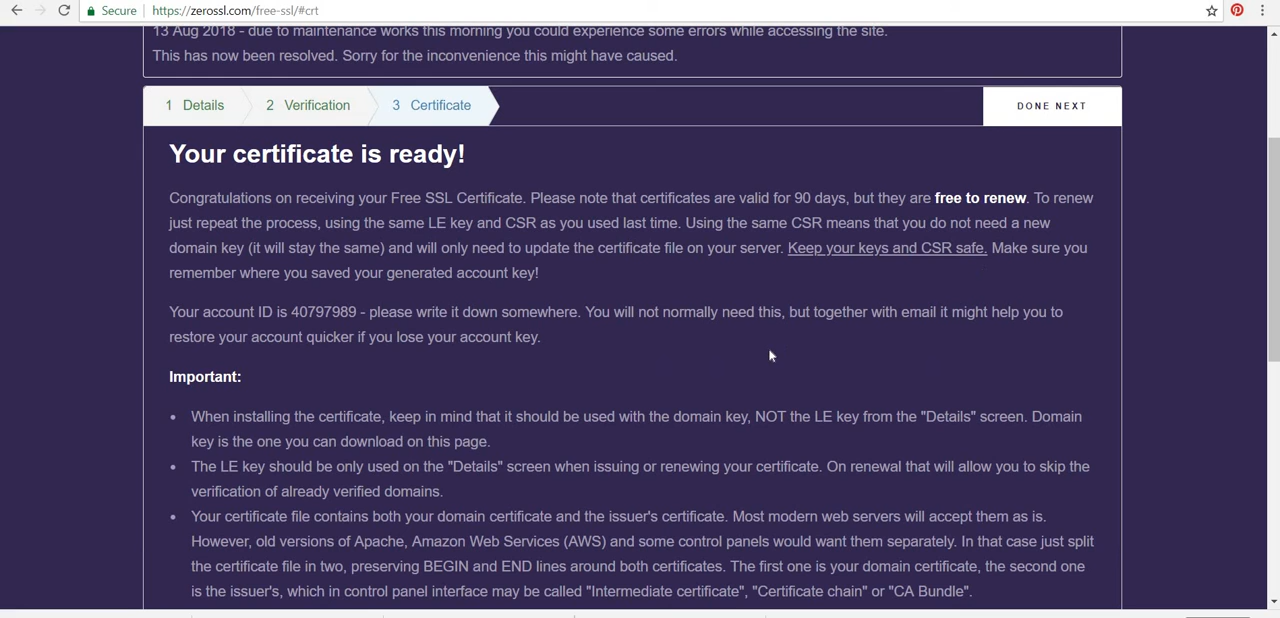 Secure https://zerossl.com/free-ssl/#crt
13 Aug 2018 - due to maintenance works this morning you could experience some errors while accessing the site.
This has now been resolved. Sorry for the inconvenience this might have caused.
1 Details 2 Verification 3 Certificate DONE NEXT
Your certificate is ready!
Congratulations on receiving your Free SSL Certificate. Please note that certificates are valid for 90 days, but they are free to renew. To renew
just repeat the process, using the same LE key and CSR as you used last time. Using the same CSR means that you do not need a new
domain key (it will stay the same) and will only need to update the certificate file on your server. Keep your keys and CSR safe. Make sure you
remember where you saved your generated account key!
Your account ID is 40797989 - please write it down somewhere. You will not normally need this, but together with email it might help you to
restore your account quicker if you lose your account key.
Important:
• When installing the certificate, keep in mind that it should be used with the domain key, NOT the LE key from the "Details" screen. Domain
key is the one you can download on this page.
• The LE key should be only used on the "Details" screen when issuing or renewing your certificate. On renewal that will allow you to skip the
verification of already verified domains.
• Your certificate file contains both your domain certificate and the issuer's certificate. Most modern web servers will accept them as is.
However, old versions of Apache, Amazon Web Services (AWS) and some control panels would want them separately. In that case just split
the certificate file in two, preserving BEGIN and END lines around both certificates. The first one is your domain certificate, the second one
is the issuer's, which in control panel interface may be called "Intermediate certificate", "Certificate chain" or "CA Bundle".